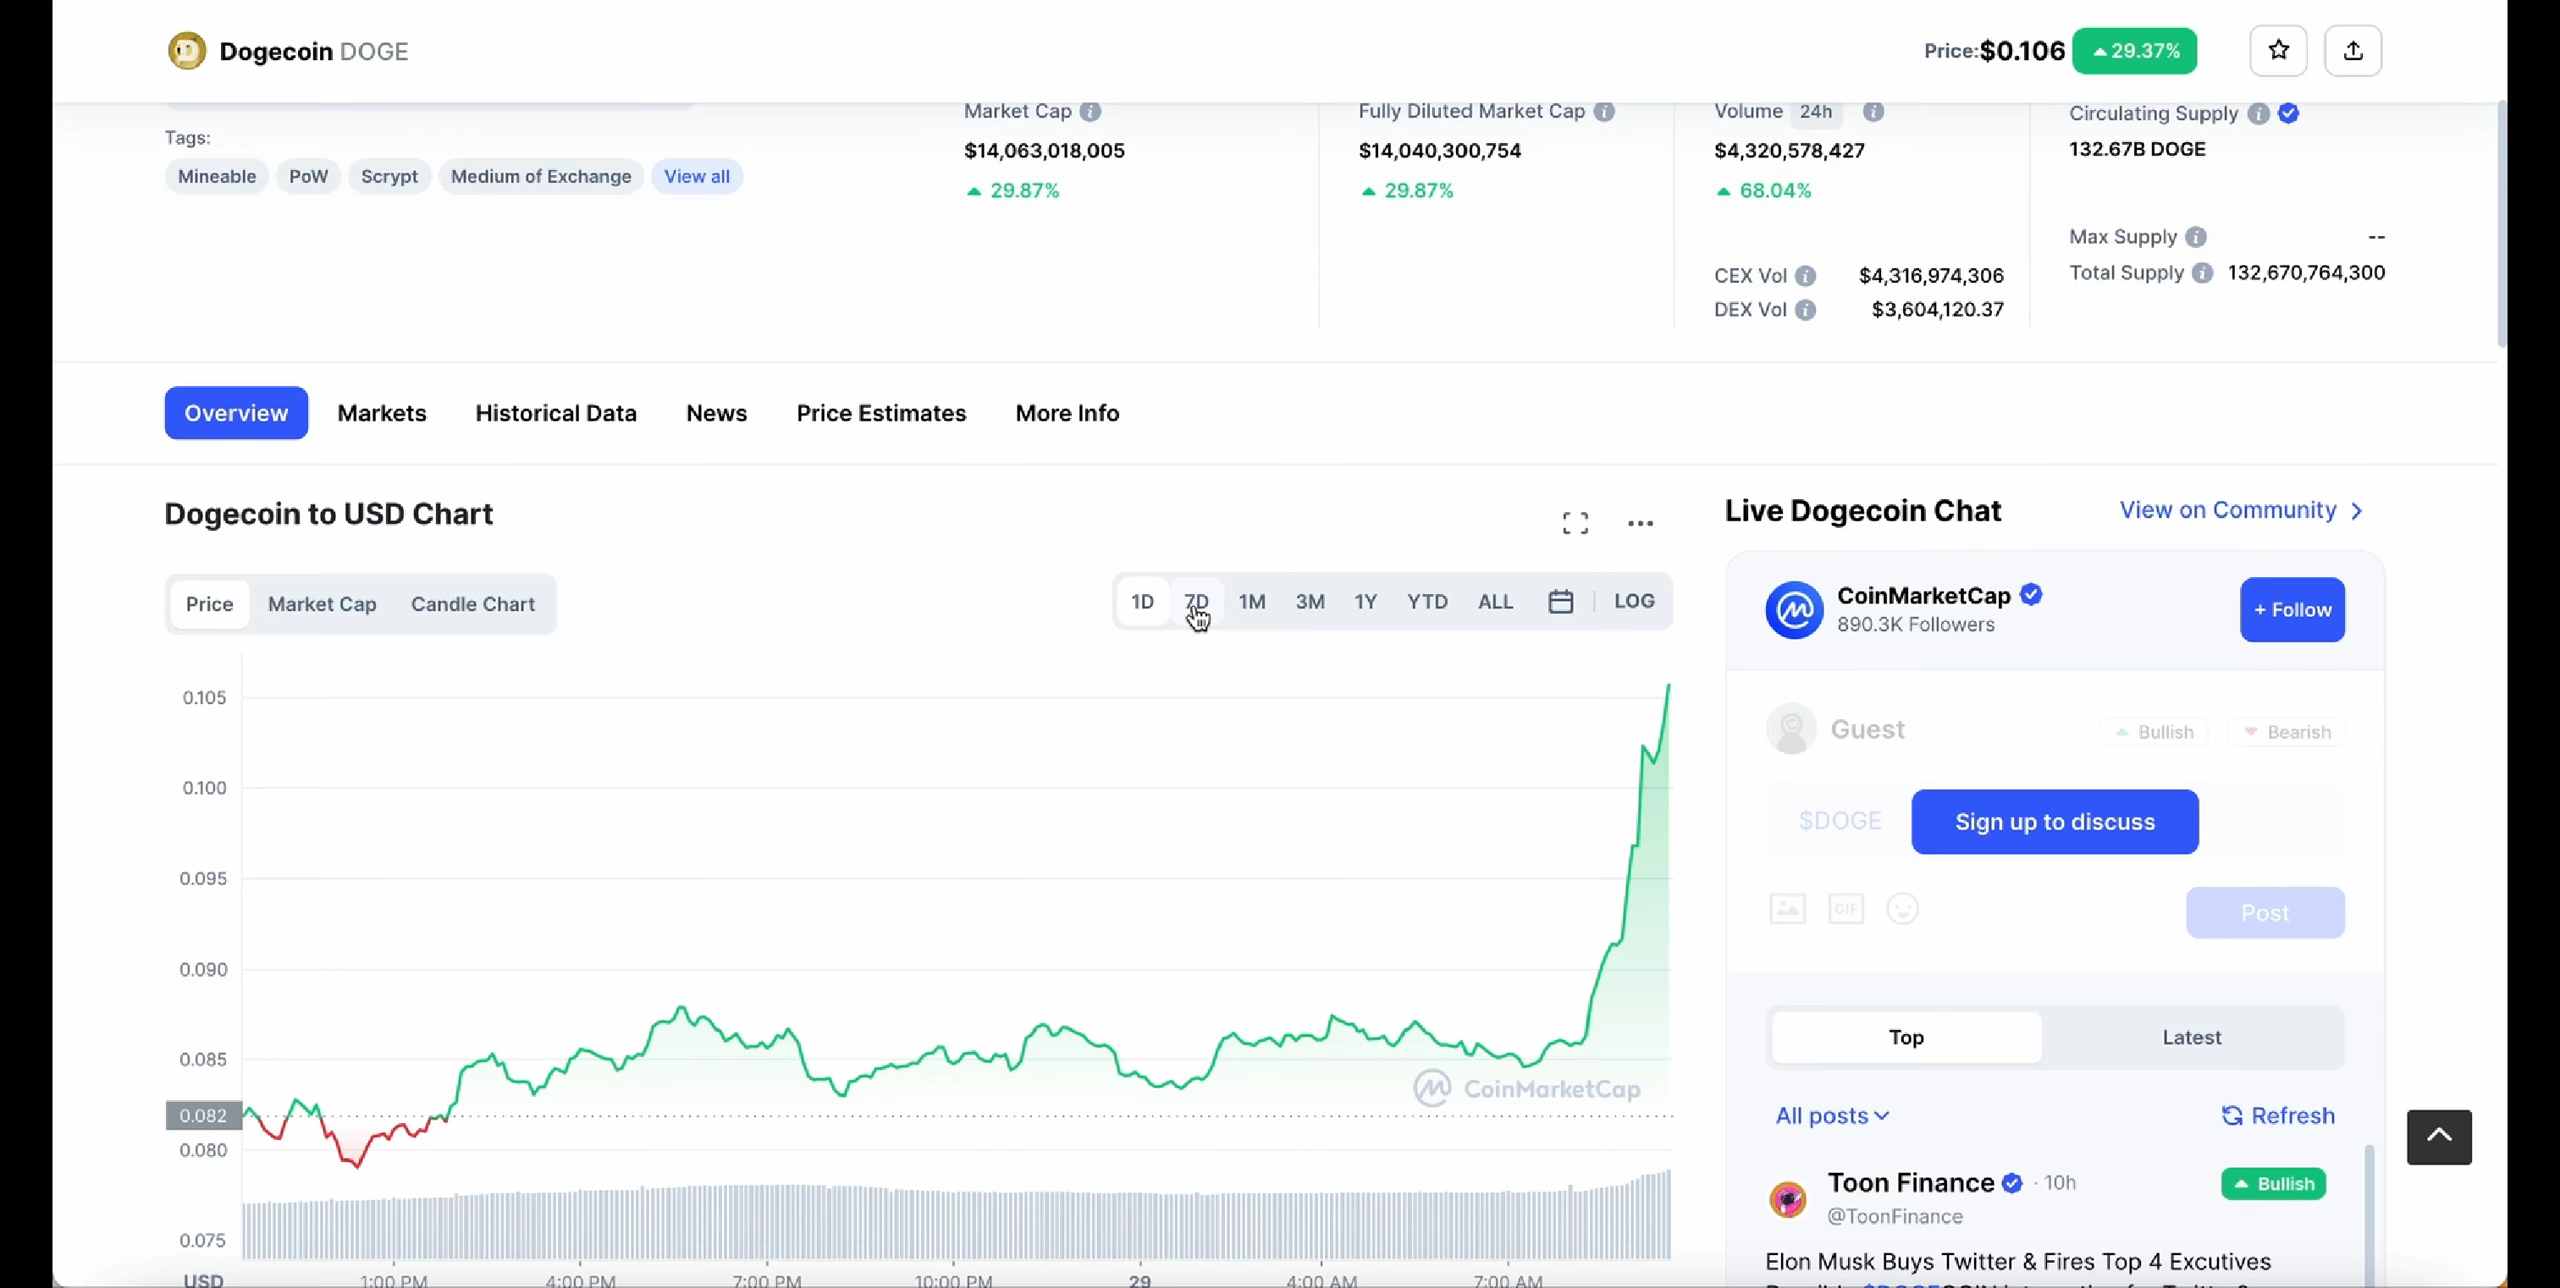 Dogecoin DOGE
Price:$0.106 29.37%
Tags:
Mineable PoW Scrypt Medium of Exchange View all
Market Cap
$14,063,018,005
29.87%
Fully Diluted Market Cap
$14,040,300,754
29.87%
Volume 24h
$4,320,578,427
68.04%
CEX Vol $4,316,974,306
DEX Vol $3,604,120.37
Circulating Supply
132.67B DOGE
Max Supply --
Total Supply 132,670,764,300
Overview Markets Historical Data News Price Estimates More Info
Dogecoin to USD Chart
Price Market Cap Candle Chart
1D 7D 1M 3M 1Y YTD ALL LOG
0.105
0.100
0.095
0.090
0.085
0.082
0.080
0.075
CoinMarketCap
USD 1:00 PM 4:00 PM 7:00 PM 10:00 PM 29 4:00 AM 7:00 AM
Live Dogecoin Chat
View on Community
CoinMarketCap
890.3K Followers
+ Follow
Guest
Bullish Bearish
$DOGE
Sign up to discuss
GIF
Post
Top Latest
All posts
Refresh
Toon Finance · 10h
Bullish
@ToonFinance
Elon Musk Buys Twitter & Fires Top 4 Excutives